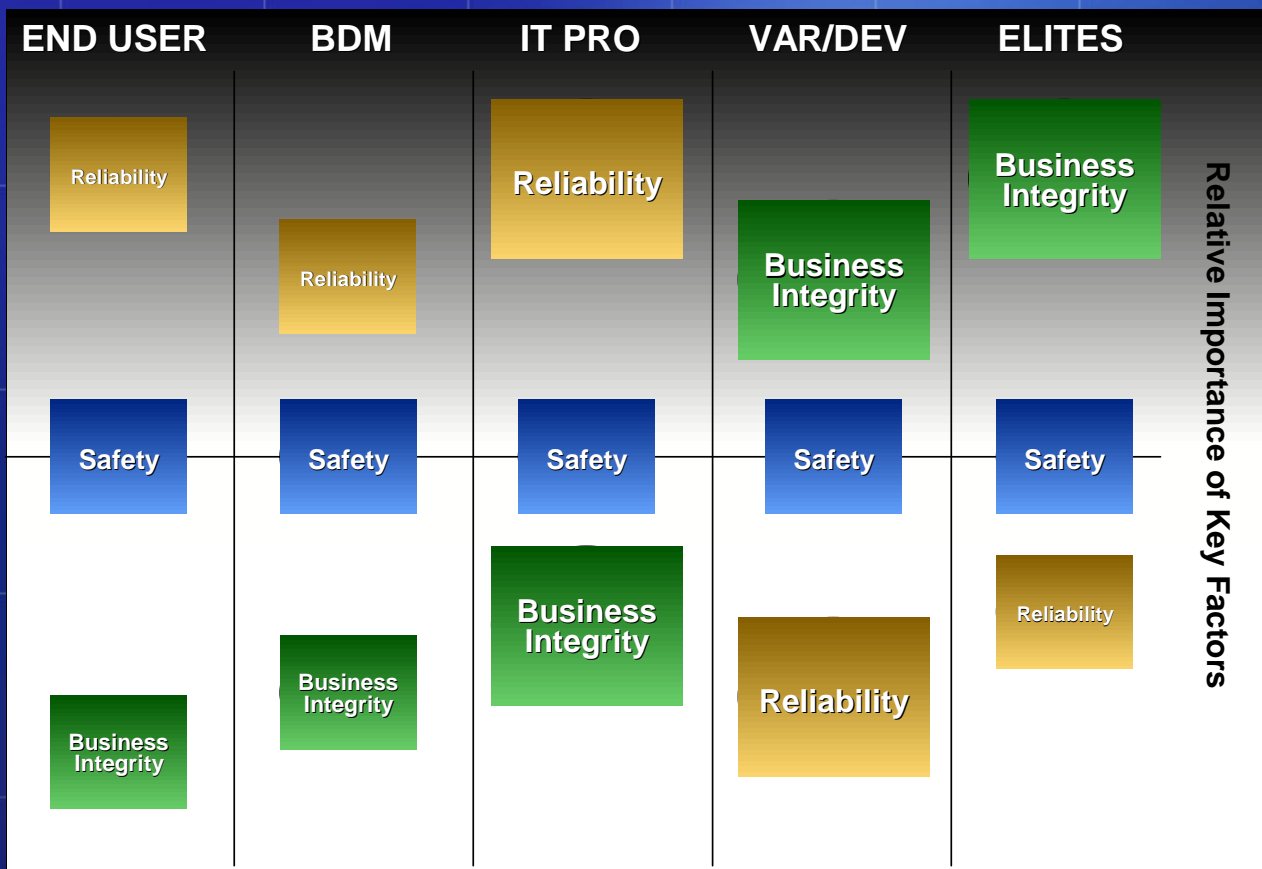 END USER
BDM
IT PRO
VAR/DEV
ELITES
Reliability
Safety
Business
Integrity
Reliability
Safety
Business
Integrity
Reliability
Safety
Business
Integrity
Business
Integrity
Safety
Reliability
Business
Integrity
Safety
Reliability
Relative Importance of Key Factors